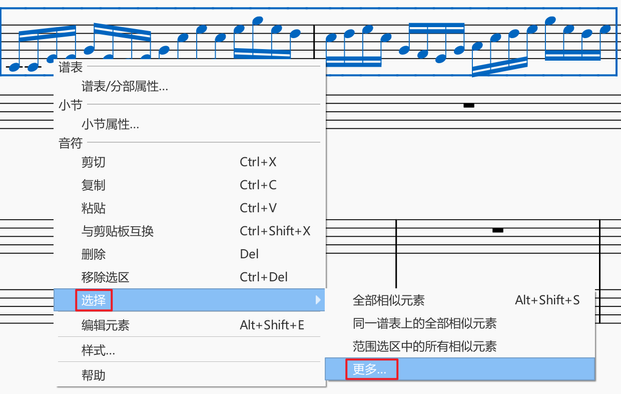 谱表
谱表/分部属性...
小节
小节属性...
音符
剪切 Ctrl+X
复制 Ctrl+C
粘贴 Ctrl+V
与剪贴板互换 Ctrl+Shift+X
删除 Del
移除选区 Ctrl+Del
选择
编辑元素 Alt+Shift+E
样式...
帮助
全部相似元素 Alt+Shift+S
同一谱表上的全部相似元素
范围选区中的所有相似元素
更多...